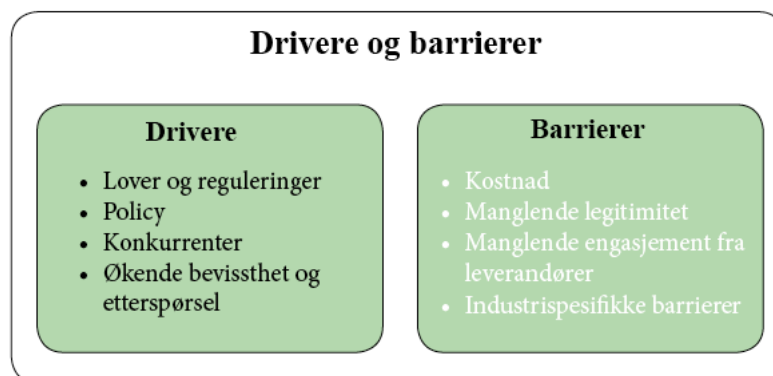 Drivere og barrierer
Drivere
• Lover og reguleringer
• Policy
• Konkurrenter
• Økende bevissthet og
etterspørsel
Barrierer
• Kostnad
• Manglende legitimitet
• Manglende engasjement fra
leverandører
• Industrispesifikke barrierer